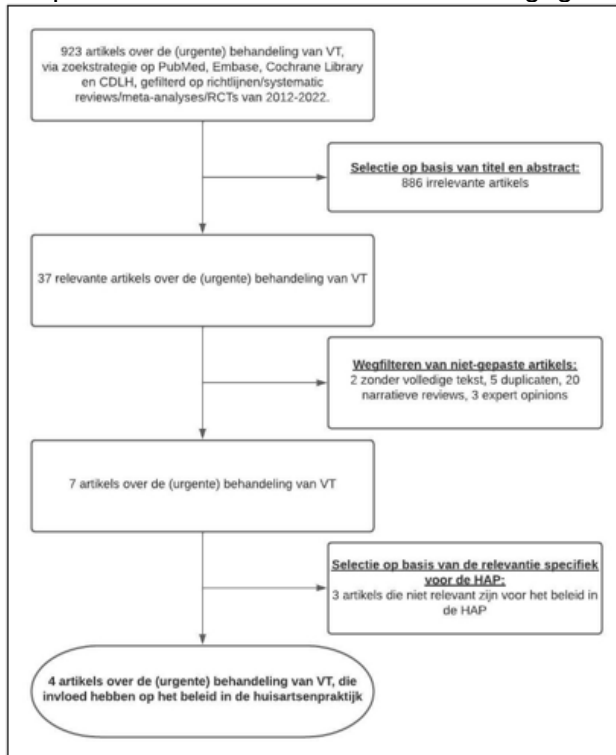 923 artikels over de (urgente) behandeling van VT,
via zoekstrategie op PubMed, Embase, Cochrane Library
en CDLH, gefilterd op richtlijnen/systematic
reviews/meta-analyses/RCTs van 2012-2022.
Selectie op basis van titel en abstract:
886 irrelevante artikels
37 relevante artikels over de (urgente) behandeling van VT
Wegfilteren van niet-gepaste artikels:
2 zonder volledige tekst, 5 duplicaten, 20
narratieve reviews, 3 expert opinions
7 artikels over de (urgente) behandeling van VT
Selectie op basis van de relevantie specifiek
voor de HAP:
3 artikels die niet relevant zijn voor het beleid in
de HAP
4 artikels over de (urgente) behandeling van VT, die
invloed hebben op het beleid in de huisartsenpraktijk